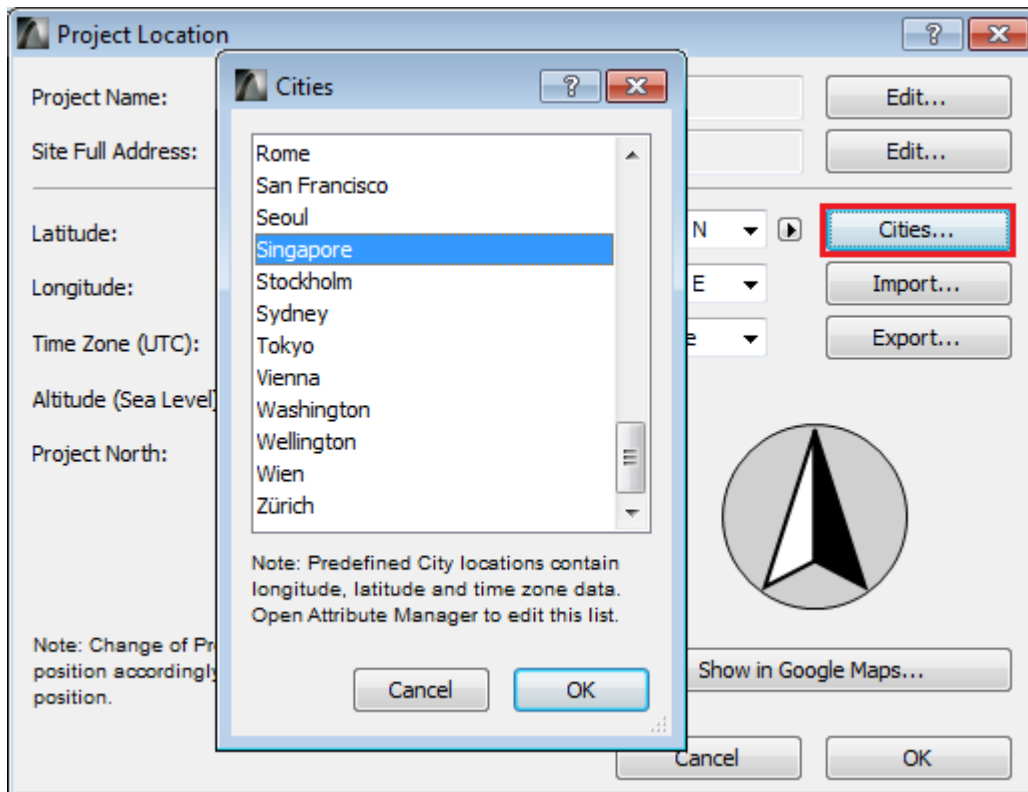 Project Location
Cities
Project Name:
Edit...
Site Full Address:
Edit...
Rome
San Francisco
Seoul
Singapore
Stockholm
Sydney
Tokyo
Vienna
Washington
Wellington
Wien
Zürich
Latitude:
N
Cities...
Longitude:
E
Import...
Time Zone (UTC):
e
Export...
Altitude (Sea Level)
Project North:
Note: Predefined City locations contain
longitude, latitude and time zone data.
Open Attribute Manager to edit this list.
Note: Change of Pr
position accordingly
position.
Show in Google Maps...
Cancel
OK
Cancel
OK